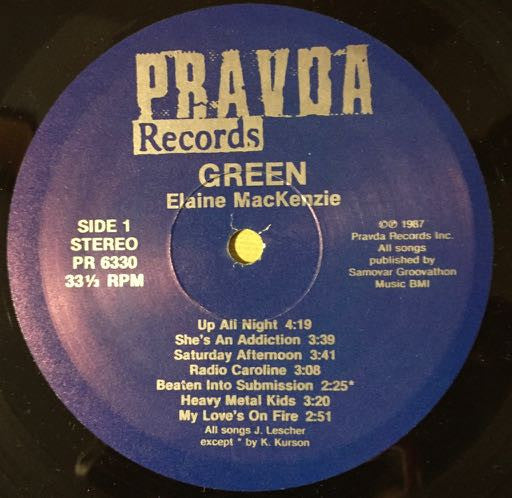 PRAVDA
Records
GREEN
Elaine MacKenzie
SIDE 1
STEREO
PR 6330
33⅓ RPM
©℗ 1987
Pravda Records Inc.
All songs
published by
Samovar Groovathon
Music BMI
Up All Night 4:19
She's An Addiction 3:39
Saturday Afternoon 3:41
Radio Caroline 3:08
Beaten Into Submission 2:25*
Heavy Metal Kids 3:20
My Love's On Fire 2:51
All songs J. Lescher
except * by K. Kurson